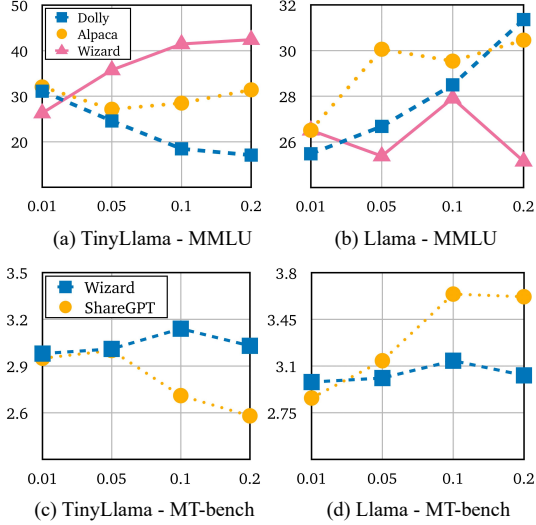 50
40
30
20
Dolly
Alpaca
Wizard
0.01 0.05 0.1 0.2
(a) TinyLlama - MMLU
32
30
28
26
0.01 0.05 0.1 0.2
(b) Llama - MMLU
3.5
3.2
2.9
2.6
Wizard
ShareGPT
0.01 0.05 0.1 0.2
(c) TinyLlama - MT-bench
3.8
3.45
3.1
2.75
0.01 0.05 0.1 0.2
(d) Llama - MT-bench